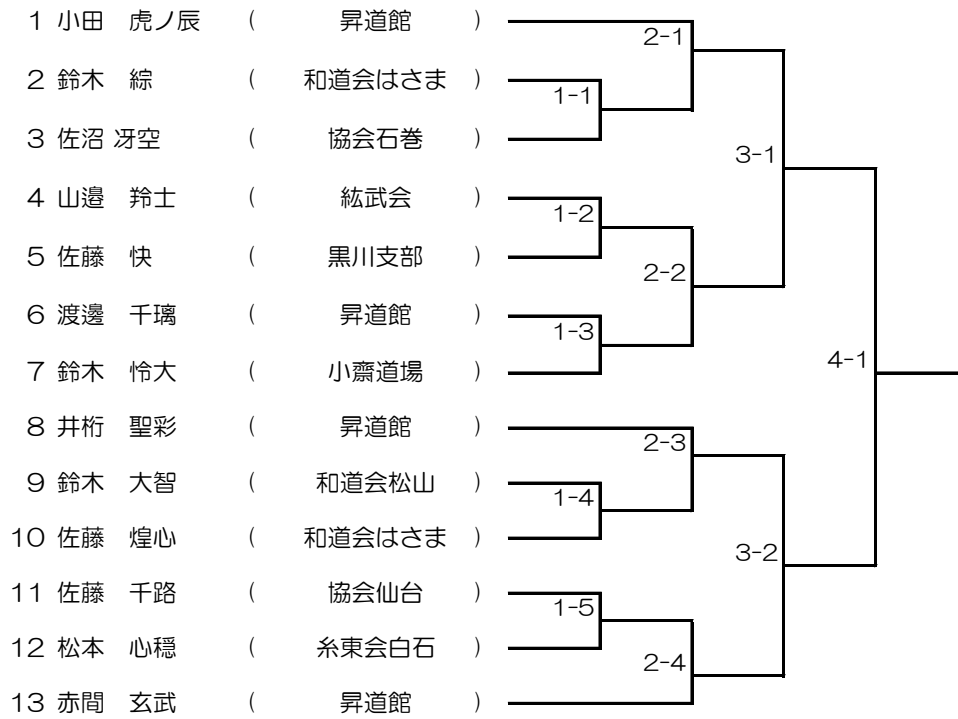 1 小田 虎ノ辰 ( 昇道館 )
2-1
2 鈴木 綜 ( 和道会はさま )
1-1
3 佐沼 冴空 ( 協会石巻 )
3-1
4 山邉 羚士 ( 紘武会 )
1-2
5 佐藤 快 ( 黒川支部 )
2-2
6 渡邊 千璃 ( 昇道館 )
1-3
7 鈴木 怜大 ( 小齋道場 )
4-1
8 井桁 聖彩 ( 昇道館 )
2-3
9 鈴木 大智 ( 和道会松山 )
1-4
10 佐藤 煌心 ( 和道会はさま )
3-2
11 佐藤 千路 ( 協会仙台 )
1-5
12 松本 心穏 ( 糸東会白石 )
2-4
13 赤間 玄武 ( 昇道館 )